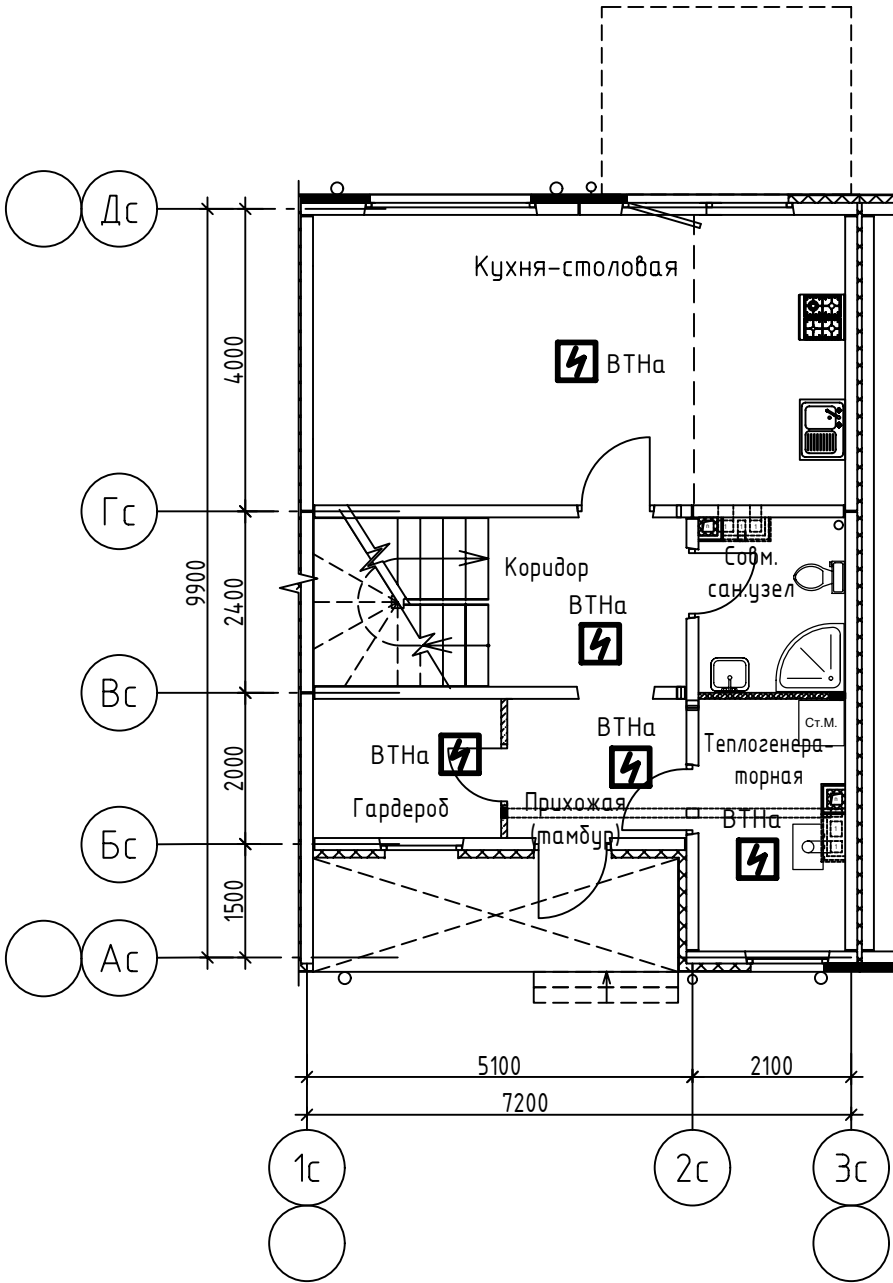 Дс
Кухня-столовая
4000
ВТНа
Гс
9900
2400
Коридор
Совм.
сан.узел
ВТНа
Вс
2000
ВТНа
ВТНа
Ст.М.
Теплогенера-
торная
Гардероб
Прихожая
(тамбур)
ВТНа
Бс
1500
Ас
5100
2100
7200
1с
2с
3с